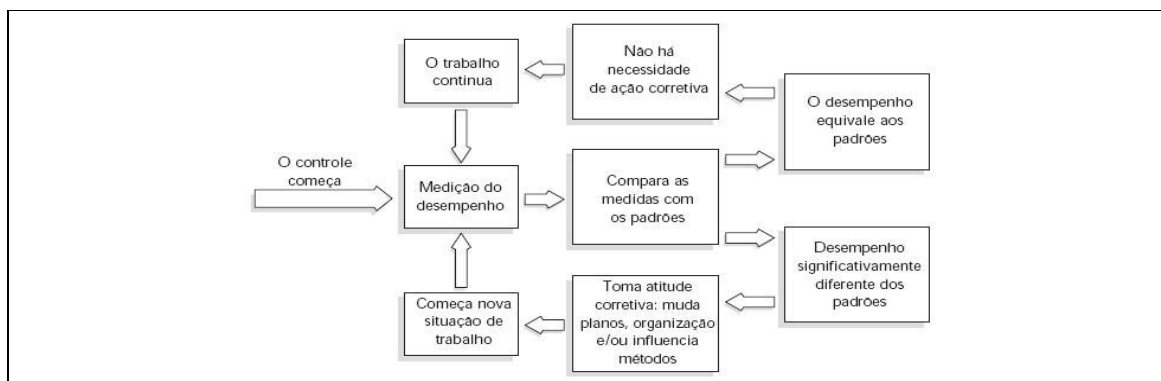 O controle
começa
Medição do
desempenho
Compara as
medidas com
os padrões
O desempenho
equivale aos
padrões
Não há
necessidade
de ação corretiva
O trabalho
continua
Desempenho
significativamente
diferente dos
padrões
Toma atitude
corretiva: muda
planos, organização
e/ou influencia
métodos
Começa nova
situação de
trabalho